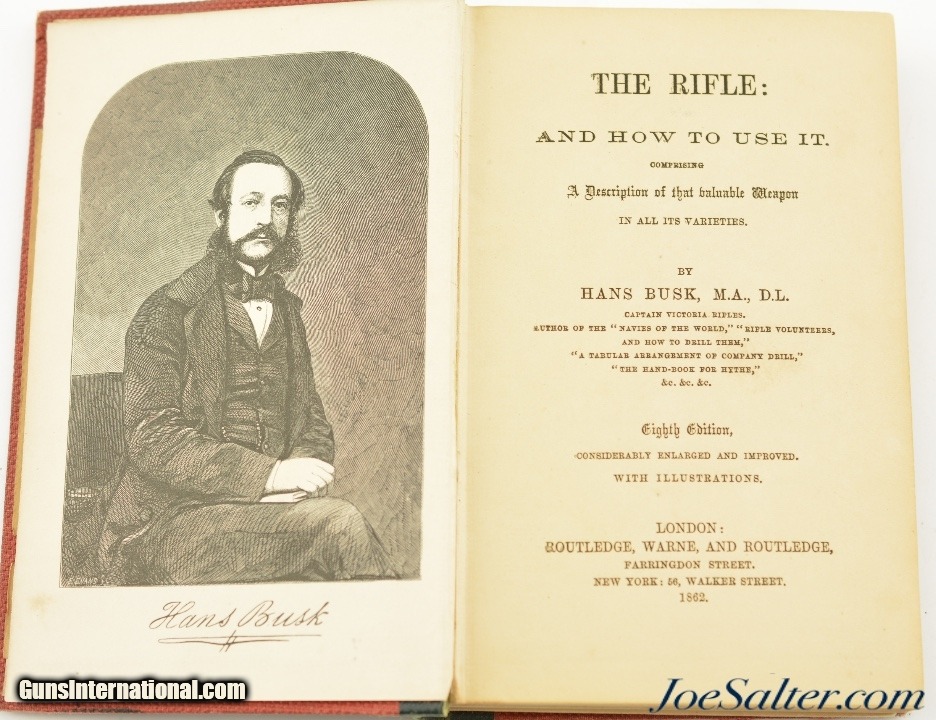 E. EVANS
Hans Busk
THE RIFLE:
AND HOW TO USE IT.
COMPRISING
A Description of that valuable Weapon
IN ALL ITS VARIETIES.
BY
HANS BUSK, M.A., D.L.
CAPTAIN VICTORIA RIFLES.
AUTHOR OF THE "NAVIES OF THE WORLD," "RIFLE VOLUNTEERS,
AND HOW TO DRILL THEM,"
"A TABULAR ARRANGEMENT OF COMPANY DRILL,"
"THE HAND-BOOK FOR HYTHE,"
&c. &c. &c.
Eighth Edition,
CONSIDERABLY ENLARGED AND IMPROVED.
WITH ILLUSTRATIONS.
LONDON:
ROUTLEDGE, WARNE, AND ROUTLEDGE,
FARRINGDON STREET.
NEW YORK: 56, WALKER STREET.
1862.
GunsInternational.com
JoeSalter.com